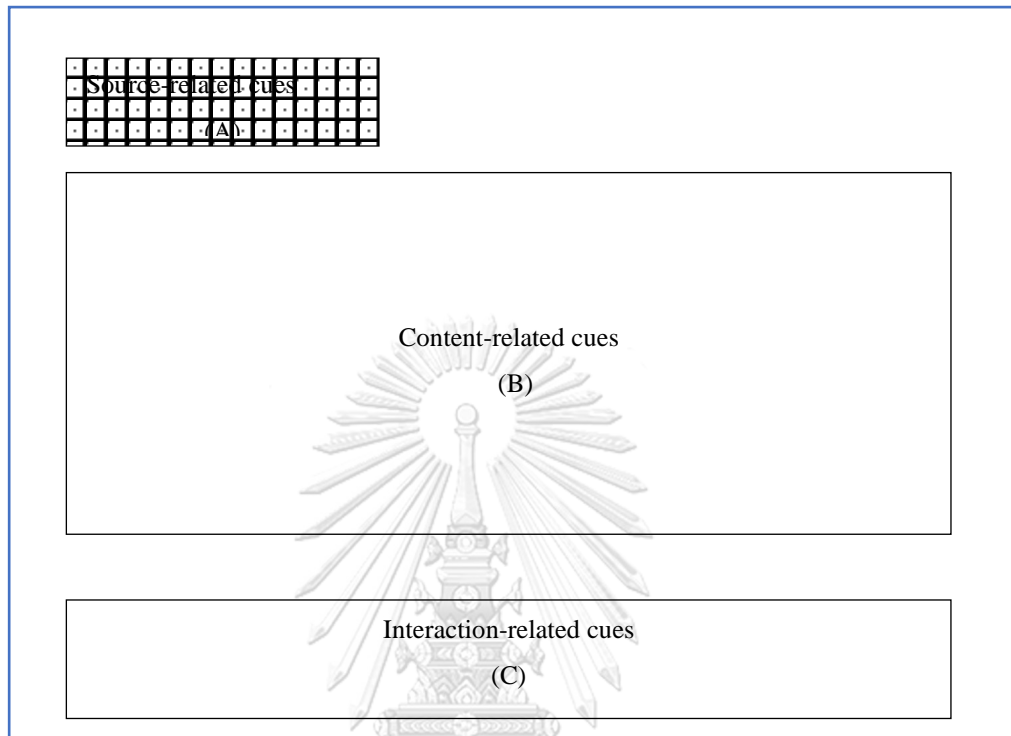 Source-related cues
(A)
Content-related cues
(B)
Interaction-related cues
(C)